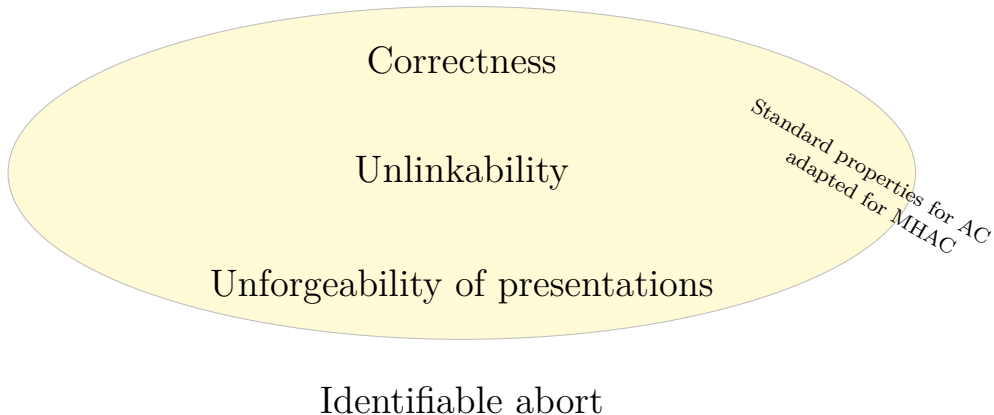 Correctness
Standard properties for AC
adapted for MHAC
Unlinkability
Unforgeability of presentations
Identifiable abort